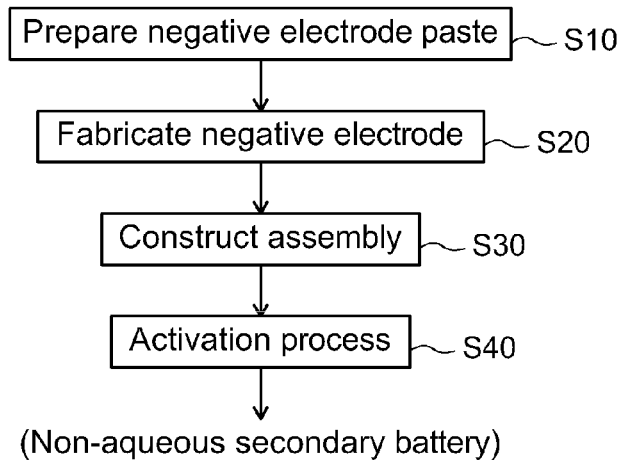 Prepare negative electrode paste S10
Fabricate negative electrode S20
Construct assembly S30
Activation process S40
(Non-aqueous secondary battery)